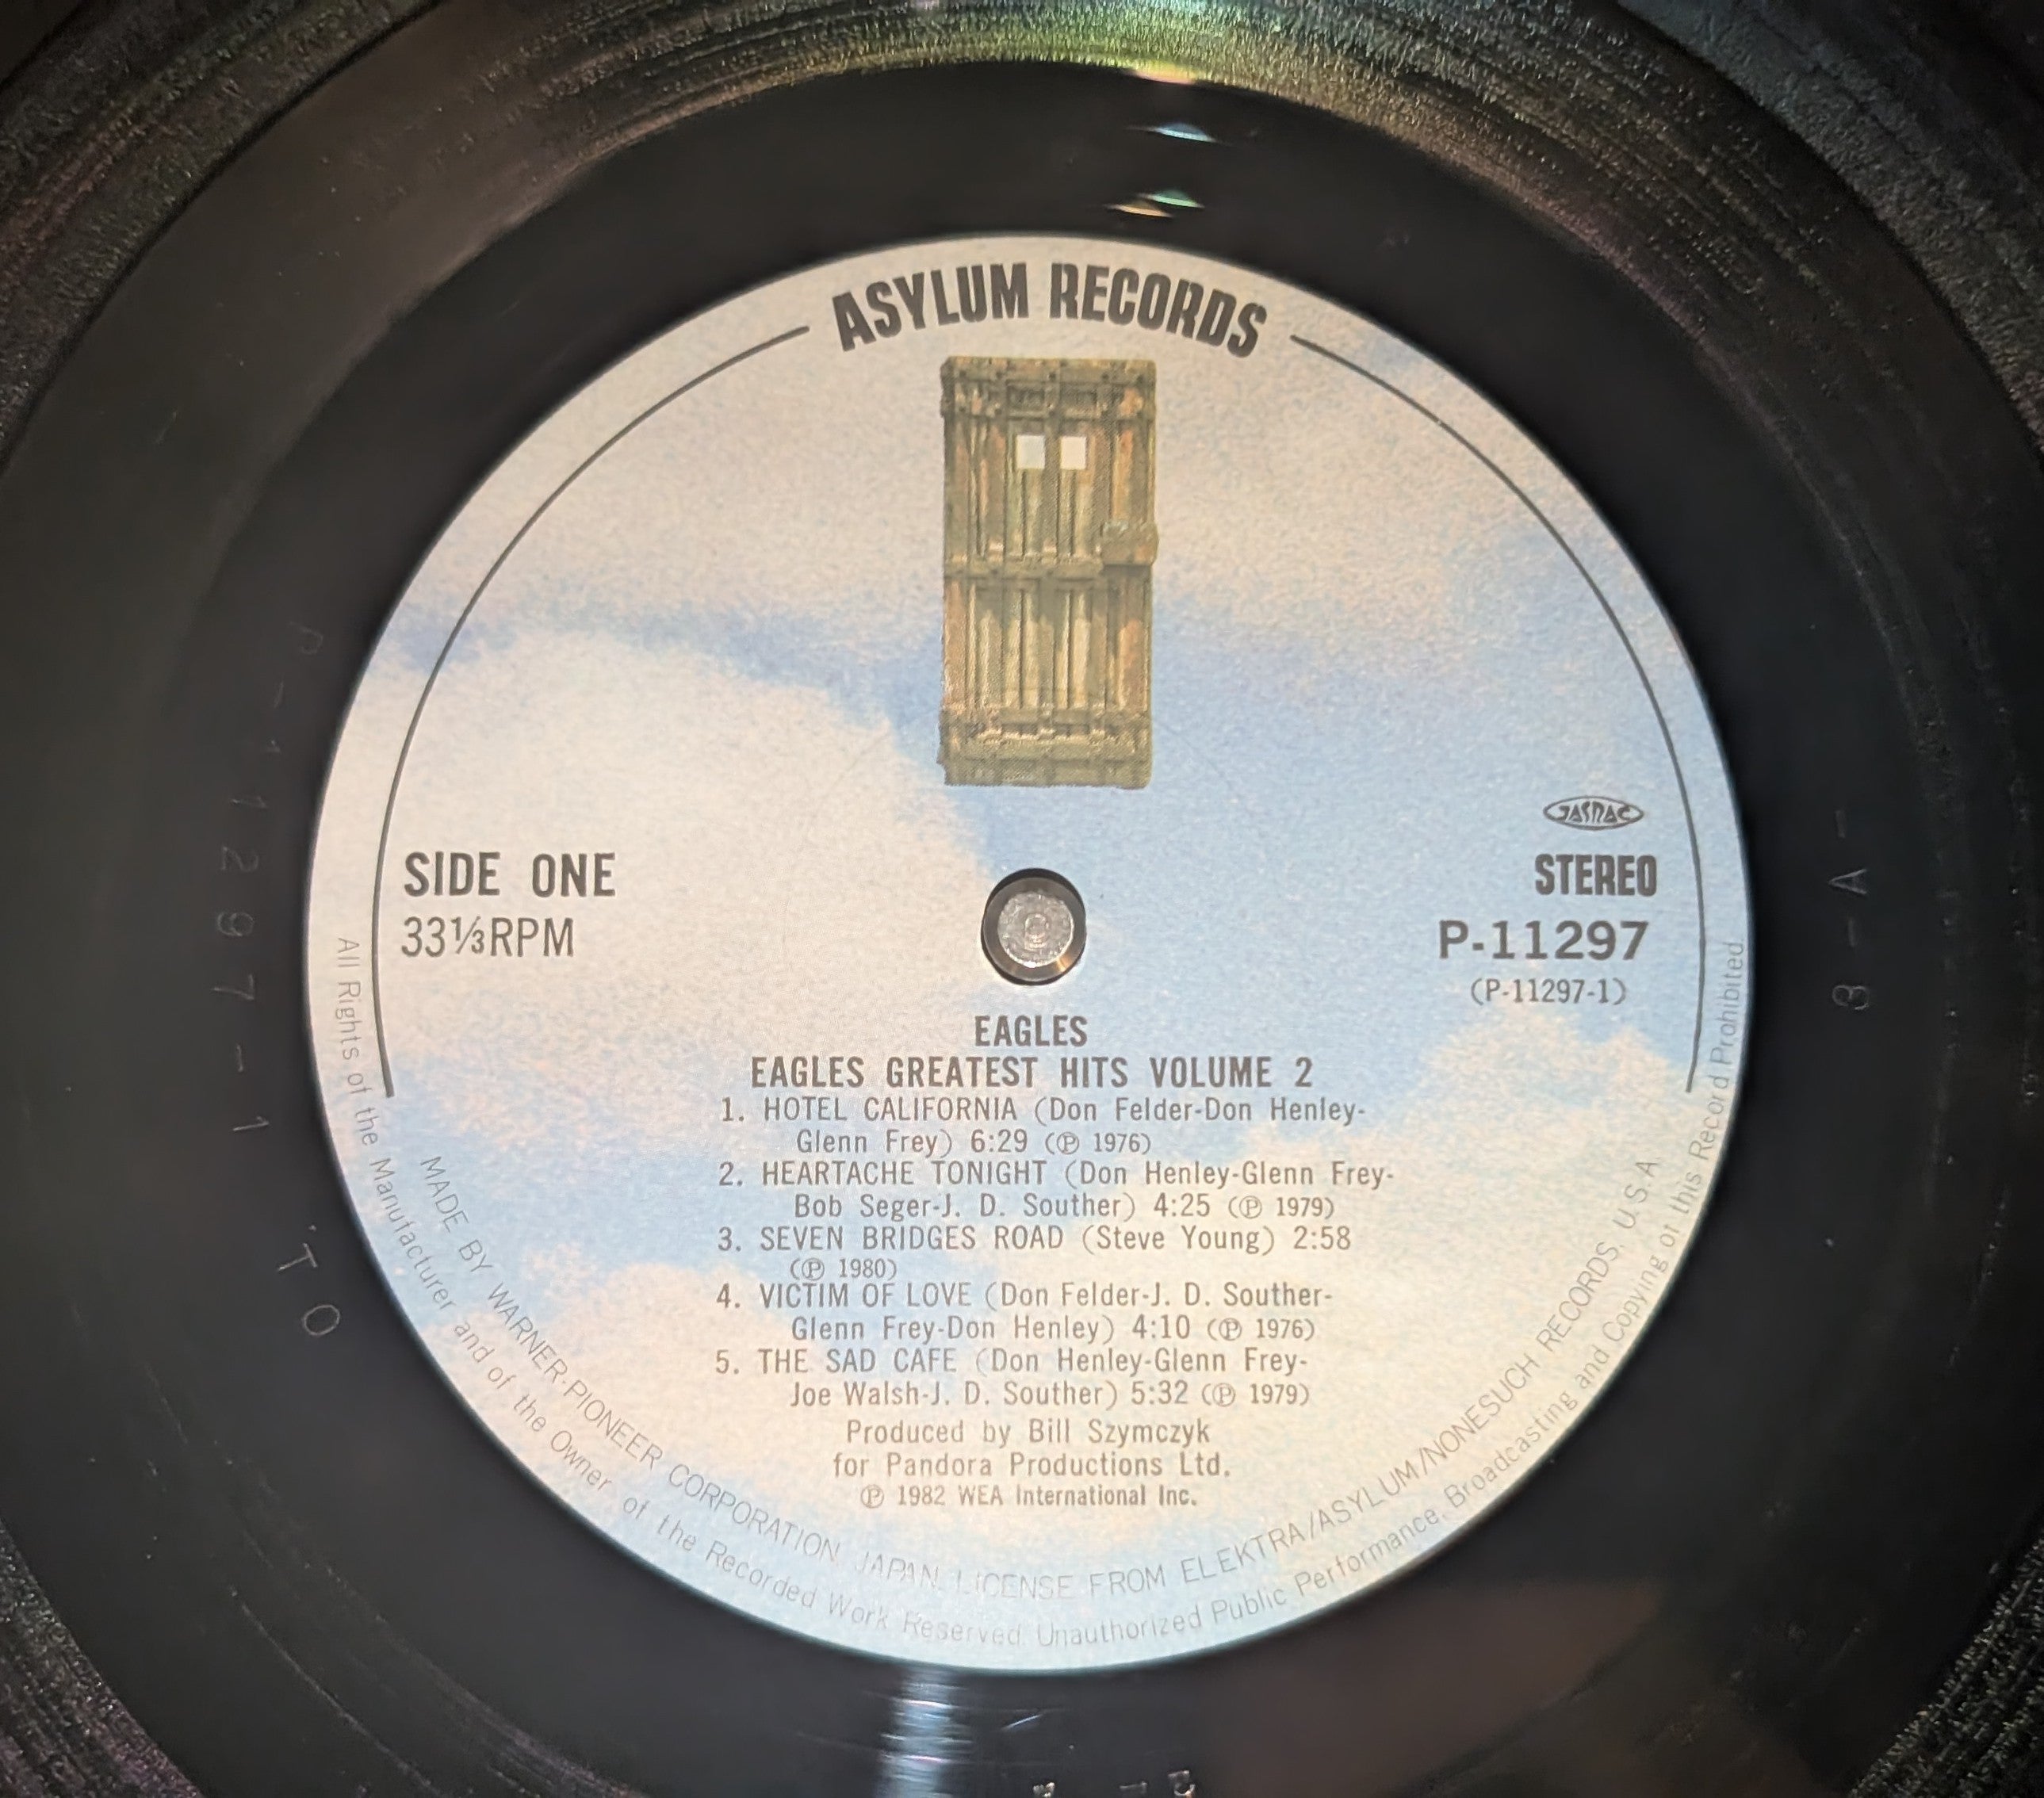 ASYLUM RECORDS
JASRAC
SIDE ONE
STEREO
33⅓RPM
P-11297
(P-11297-1)
EAGLES
EAGLES GREATEST HITS VOLUME 2
1. HOTEL CALIFORNIA (Don Felder-Don Henley-
Glenn Frey) 6:29 (Ⓟ 1976)
2. HEARTACHE TONIGHT (Don Henley-Glenn Frey-
Bob Seger-J. D. Souther) 4:25 (Ⓟ 1979)
3. SEVEN BRIDGES ROAD (Steve Young) 2:58
(Ⓟ 1980)
4. VICTIM OF LOVE (Don Felder-J. D. Souther-
Glenn Frey-Don Henley) 4:10 (Ⓟ 1976)
5. THE SAD CAFE (Don Henley-Glenn Frey-
Joe Walsh-J. D. Souther) 5:32 (Ⓟ 1979)
Produced by Bill Szymczyk
for Pandora Productions Ltd.
Ⓟ 1982 WEA International Inc.
MADE BY WARNER-PIONEER CORPORATION, JAPAN, LICENSE FROM ELEKTRA/ASYLUM/NONESUCH RECORDS, U.S.A.
All Rights of the Manufacturer and of the Owner of the Recorded Work Reserved. Unauthorized Public Performance, Broadcasting and Copying of this Record Prohibited
P-11297-1
TO